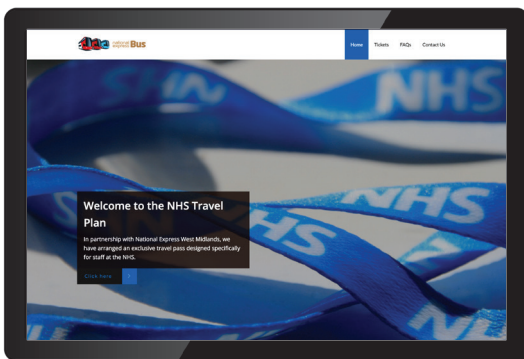 national express Bus
Home Tickets FAQs Contact Us
SHN
NHS
NHS
NHS
Welcome to the NHS Travel
Plan
In partnership with National Express West Midlands, we
have arranged an exclusive travel pass designed specifically
for staff at the NHS.
Click here